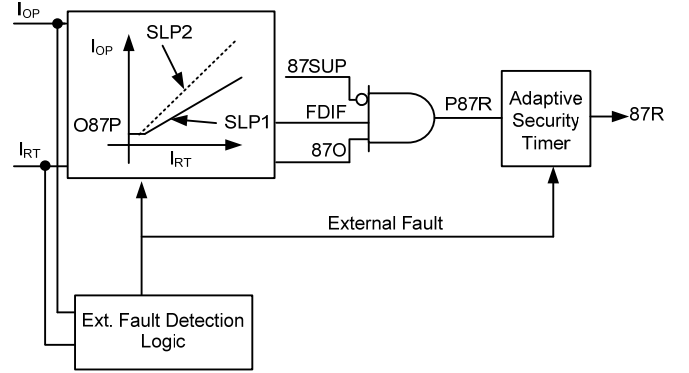 IOP
IOP
SLP2
O87P
SLP1
IRT
IRT
87SUP
FDIF
87O
P87R
Adaptive
Security
Timer
87R
External Fault
Ext. Fault Detection
Logic